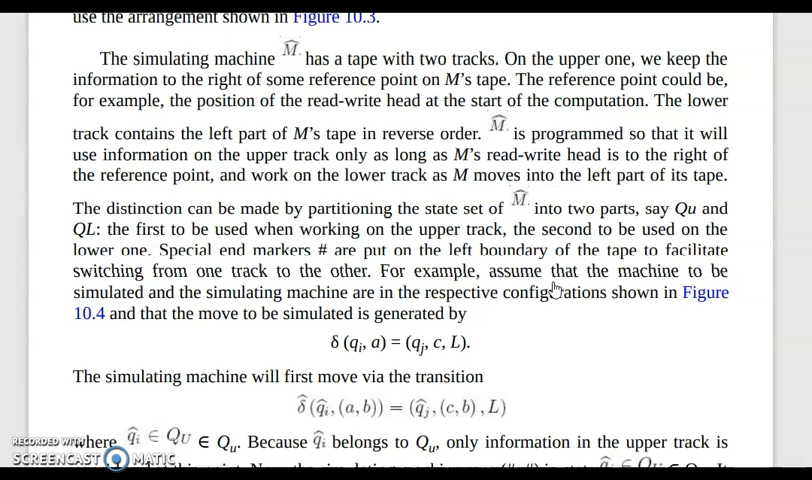 use the arrangement shown in Figure 10.3.
The simulating machine M̂ has a tape with two tracks. On the upper one, we keep the
information to the right of some reference point on M's tape. The reference point could be,
for example, the position of the read-write head at the start of the computation. The lower
track contains the left part of M's tape in reverse order. M̂ is programmed so that it will
use information on the upper track only as long as M's read-write head is to the right of
the reference point, and work on the lower track as M moves into the left part of its tape.
The distinction can be made by partitioning the state set of M̂ into two parts, say Qu and
QL: the first to be used when working on the upper track, the second to be used on the
lower one. Special end markers # are put on the left boundary of the tape to facilitate
switching from one track to the other. For example, assume that the machine to be
simulated and the simulating machine are in the respective configurations shown in Figure
10.4 and that the move to be simulated is generated by
δ (qi, a) = (qj, c, L).
The simulating machine will first move via the transition
δ̂ (q̂i, (a, b)) = (q̂j, (c, b), L)
where q̂i ∈ QU ∈ Qu. Because q̂i belongs to Qu, only information in the upper track is
RECORDED WITH
SCREENCAST MATIC